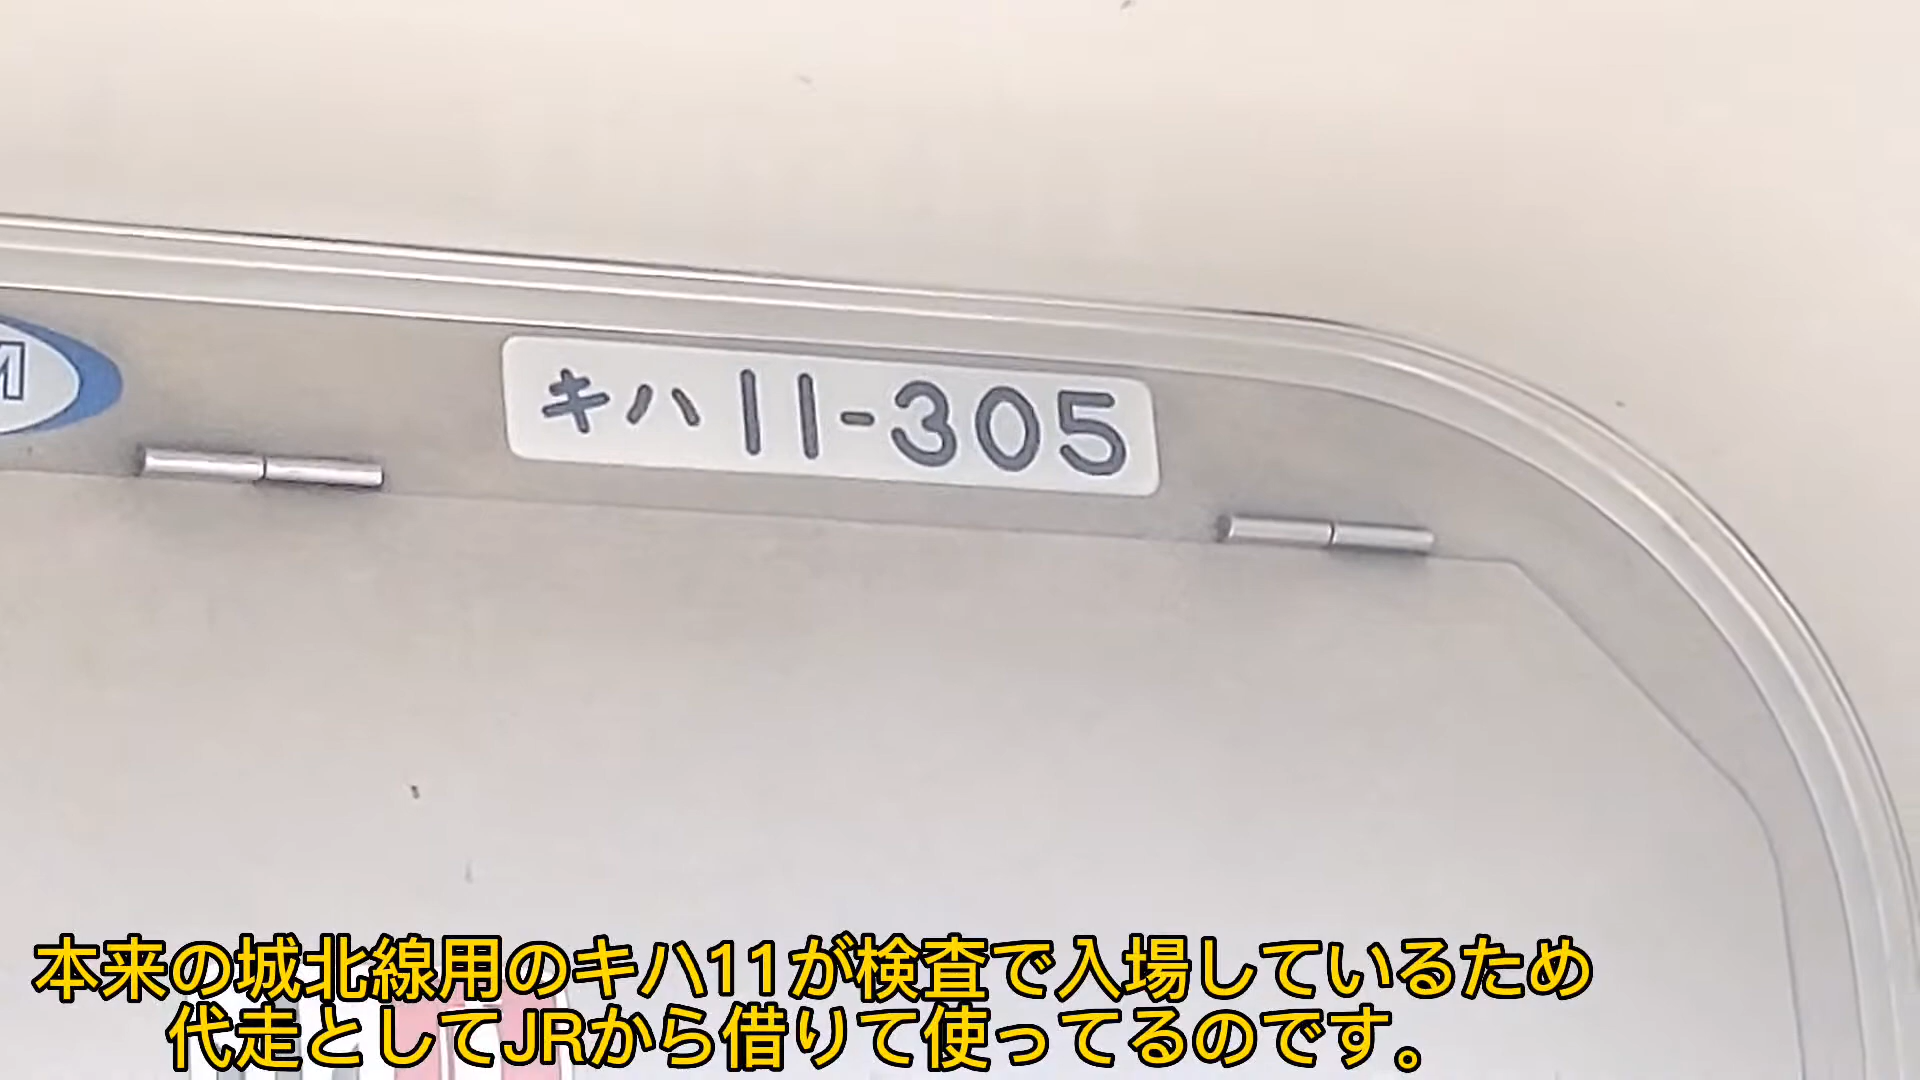 キハ11-305
本来の城北線用のキハ11が検査で入場しているため
代走としてJRから借りて使ってるのです。